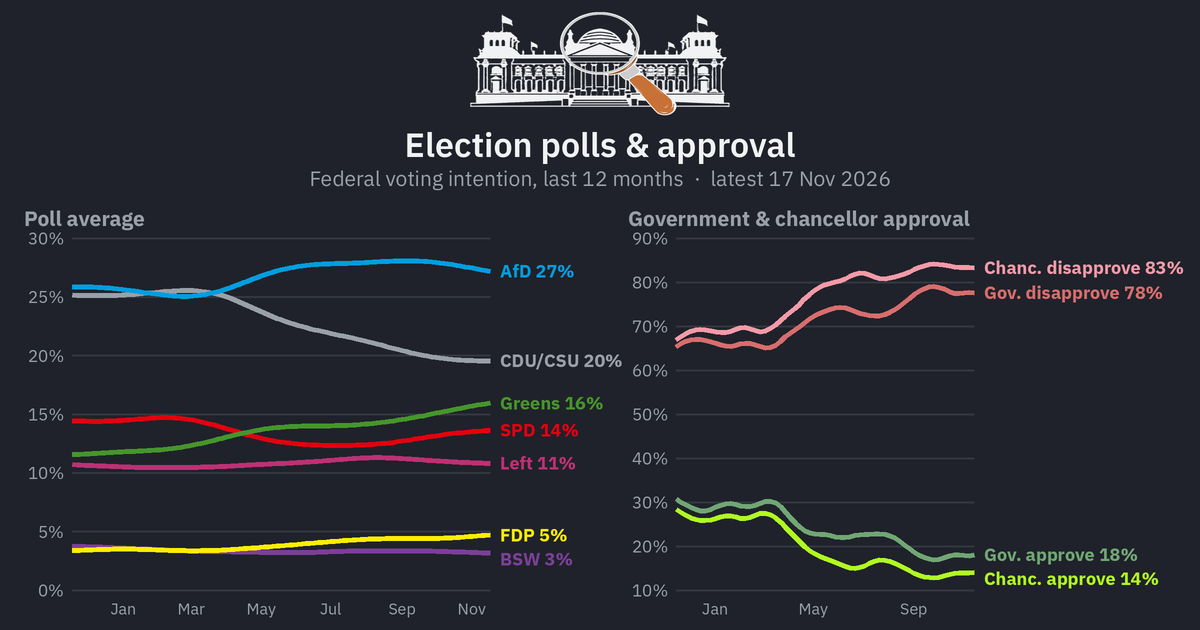 Election polls & approval
Federal voting intention, last 12 months · latest 17 Nov 2026
Poll average
30%
25%
20%
15%
10%
5%
0%
Jan Mar May Jul Sep Nov
AfD 27%
CDU/CSU 20%
Greens 16%
SPD 14%
Left 11%
FDP 5%
BSW 3%
Government & chancellor approval
90%
80%
70%
60%
50%
40%
30%
20%
10%
Jan May Sep
Chanc. disapprove 83%
Gov. disapprove 78%
Gov. approve 18%
Chanc. approve 14%